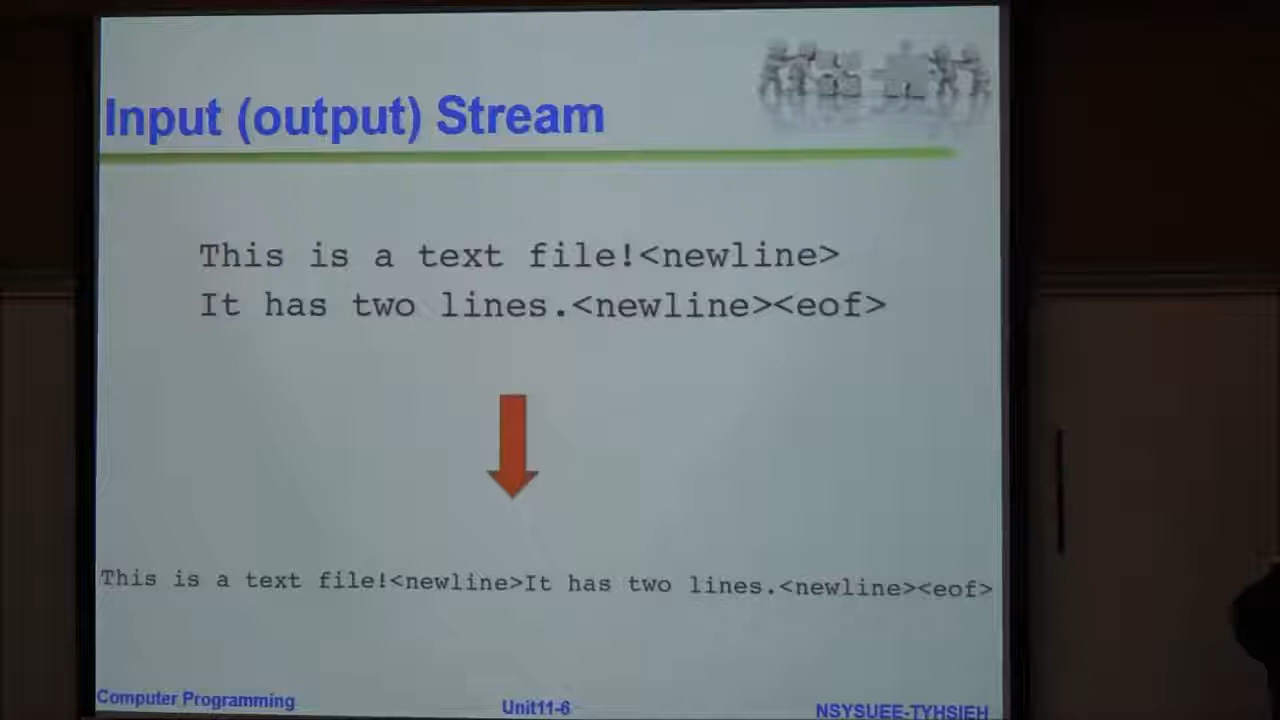 Input (output) Stream
This is a text file!<newline>
It has two lines.<newline><eof>
This is a text file!<newline>It has two lines.<newline><eof>
Computer Programming
Unit11-6
NSYSUEE-TYHSIEH